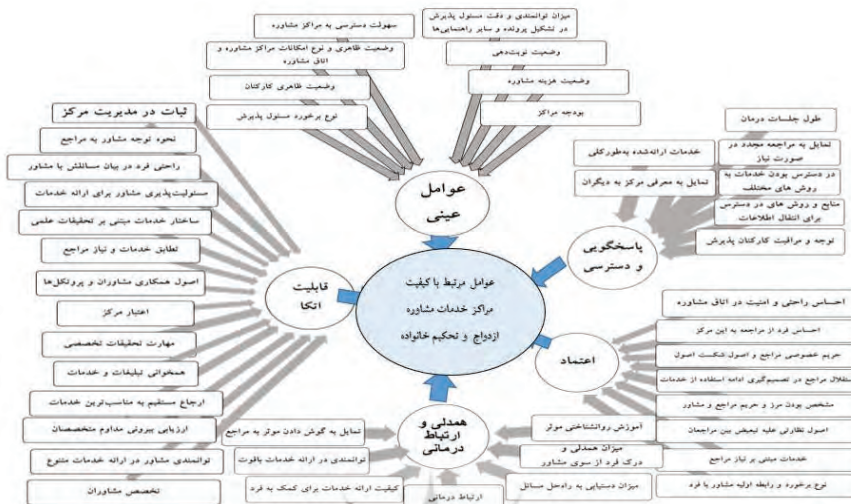 سهولت دسترسی به مراکز مشاوره
وضعیت ظاهری و نوع امکانات مراکز مشاوره و
اتاق مشاوره
وضعیت ظاهری کارکنان
نوع برخورد مسئول پذیرش
میزان توانمندی و دقت مسئول پذیرش
در تشکیل پرونده و سایر راهنمایی‌ها
وضعیت نوبت‌دهی
وضعیت هزینه مشاوره
بودجه مراکز
عوامل
عینی
طول جلسات درمان
تمایل به مراجعه مجدد در
صورت نیاز
خدمات ارائه‌شده به‌طورکلی
در دسترس بودن خدمات به
روش های مختلف
تمایل به معرفی مرکز به دیگران
منابع و روش های در دسترس
برای انتقال اطلاعات
توجه و مراقبت کارکنان پذیرش
پاسخگویی
و دسترسی
ثبات در مدیریت مرکز
نحوه توجه مشاور به مراجع
راحتی فرد در بیان مسائلش با مشاور
مسئولیت‌پذیری مشاور برای ارائه خدمات
ساختار خدمات مبتنی بر تحقیقات علمی
تطابق خدمات و نیاز مراجع
اصول همکاری مشاوران و پروتکل‌ها
اعتبار مرکز
مهارت تحقیقات تخصصی
همخوانی تبلیغات و خدمات
ارجاع مستقیم به مناسب‌ترین خدمات
ارزیابی بیرونی مداوم متخصصان
توانمندی مشاور در ارائه خدمات متنوع
تخصص مشاوران
قابلیت
اتکا
عوامل مرتبط با کیفیت
مراکز خدمات مشاوره
ازدواج و تحکیم خانواده
احساس راحتی و امنیت در اتاق مشاوره
احساس فرد از مراجعه به این مرکز
حریم خصوصی مراجع و اصول شکست اصول
استقلال مراجع در تصمیم‌گیری ادامه استفاده از خدمات
مشخص بودن مرز و حریم مراجع و مشاور
اصول نظارتی علیه تبعیض بین مراجعان
خدمات مبتنی بر نیاز مراجع
نوع برخورد و رابطه اولیه مشاور با فرد
اعتماد
همدلی و
ارتباط
درمانی
آموزش روانشناختی موثر
میزان همدلی و
درک فرد از سوی مشاور
میزان دستیابی به راه‌حل مسائل
ارتباط درمانی
تمایل به گوش دادن موثر به مراجع
توانمندی در ارائه خدمات باقوت
کیفیت ارائه خدمات برای کمک به فرد